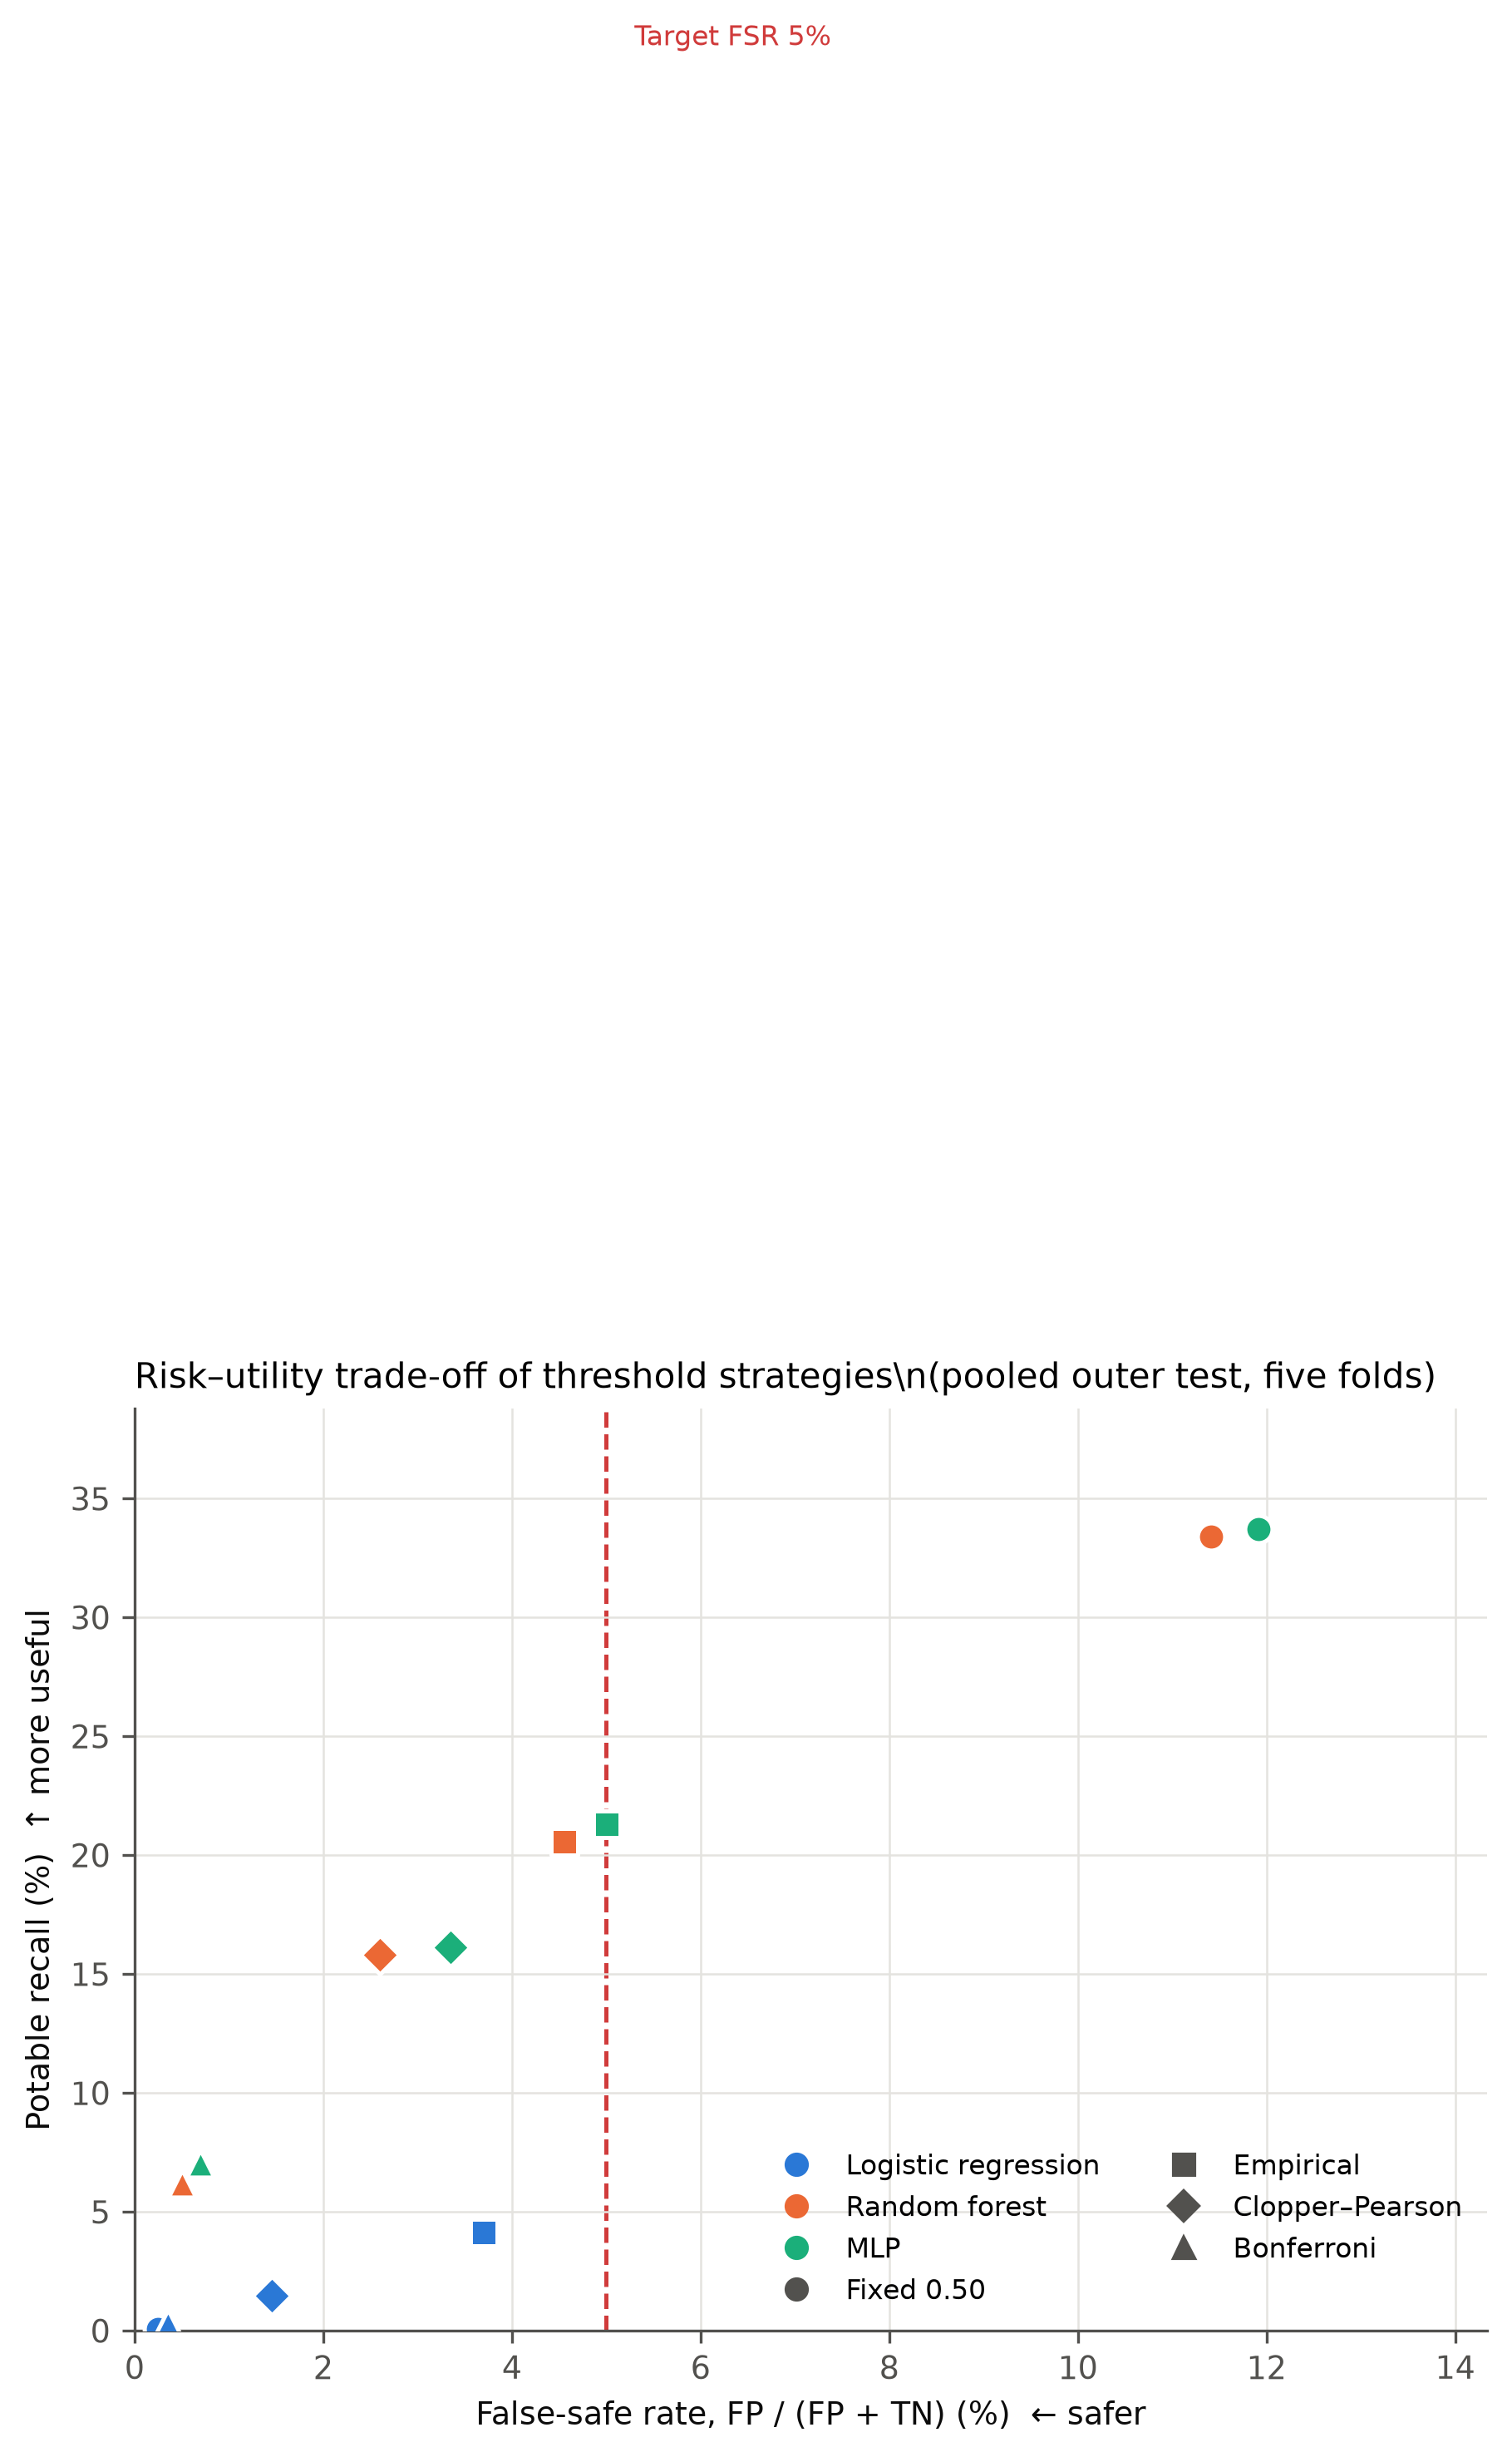 Target FSR 5%
Risk–utility trade-off of threshold strategies\n(pooled outer test, five folds)
Potable recall (%) ↑ more useful
35
30
25
20
15
10
5
0
Logistic regression
Random forest
MLP
Fixed 0.50
Empirical
Clopper–Pearson
Bonferroni
0 2 4 6 8 10 12 14
False-safe rate, FP / (FP + TN) (%) ← safer